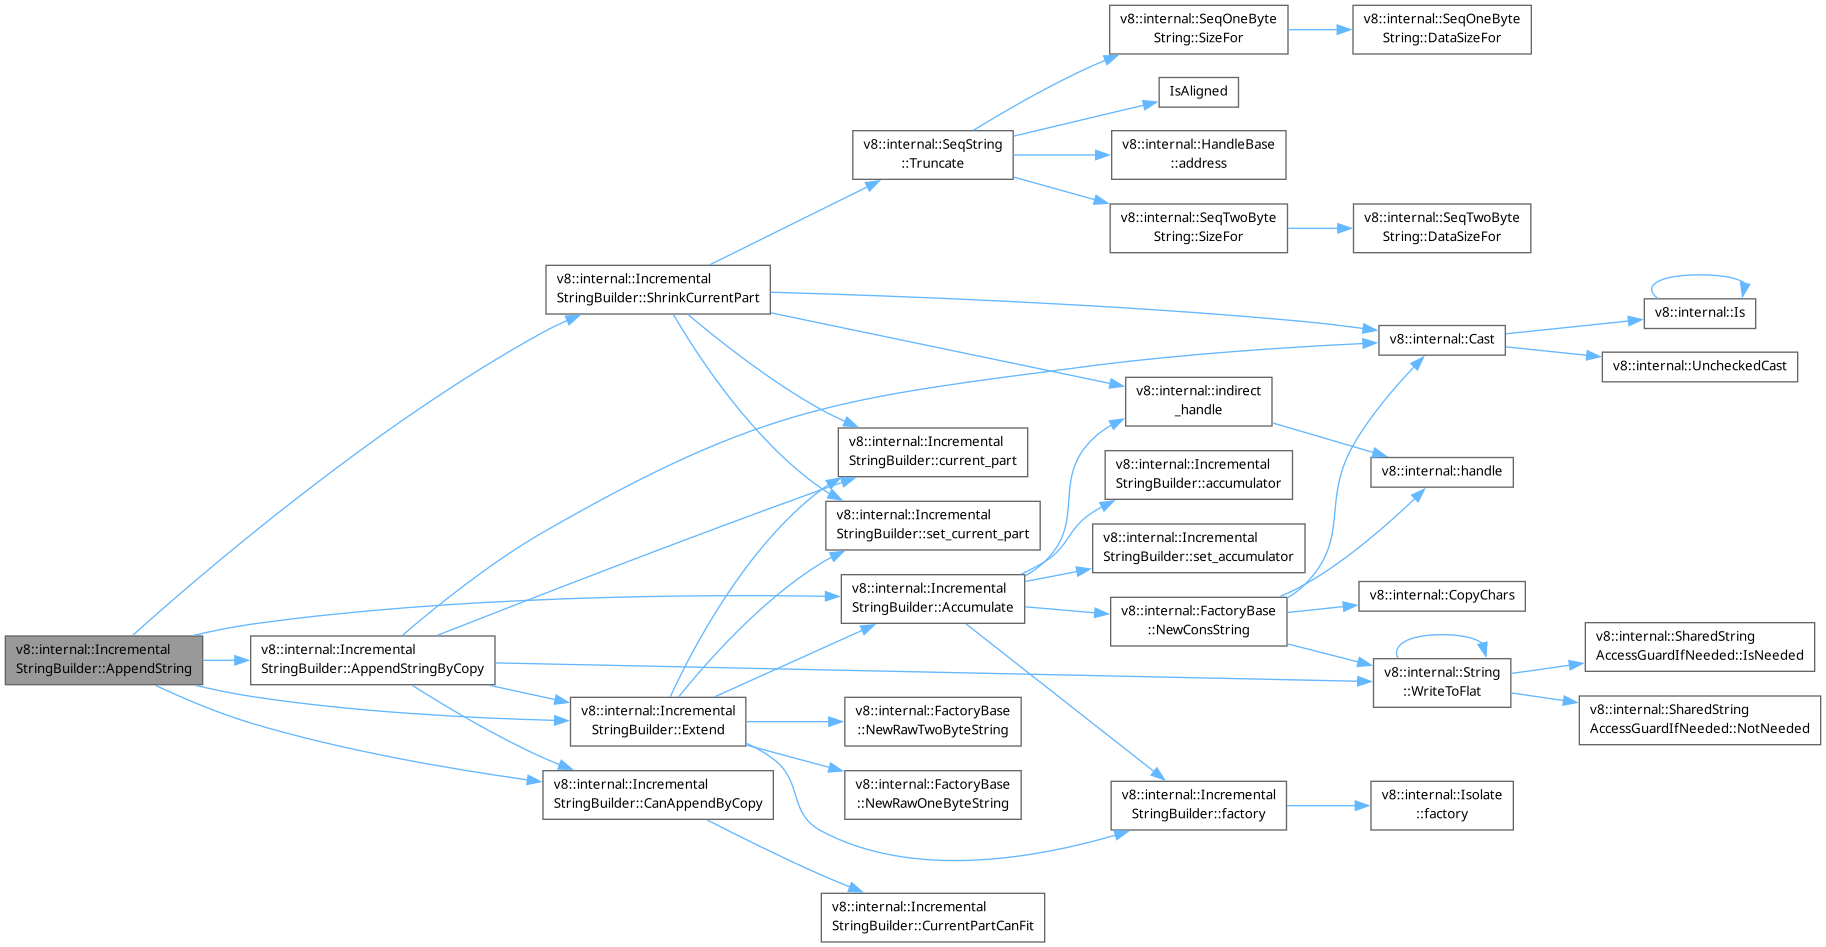 v8::internal::SeqOneByte
String::SizeFor
v8::internal::SeqOneByte
String::DataSizeFor
IsAligned
v8::internal::SeqString
::Truncate
v8::internal::HandleBase
::address
v8::internal::SeqTwoByte
String::SizeFor
v8::internal::SeqTwoByte
String::DataSizeFor
v8::internal::Incremental
StringBuilder::ShrinkCurrentPart
v8::internal::Is
v8::internal::Cast
v8::internal::UncheckedCast
v8::internal::indirect
_handle
v8::internal::Incremental
StringBuilder::current_part
v8::internal::Incremental
StringBuilder::accumulator
v8::internal::handle
v8::internal::Incremental
StringBuilder::set_current_part
v8::internal::Incremental
StringBuilder::set_accumulator
v8::internal::Incremental
StringBuilder::Accumulate
v8::internal::FactoryBase
::NewConsString
v8::internal::CopyChars
v8::internal::Incremental
StringBuilder::AppendString
v8::internal::Incremental
StringBuilder::AppendStringByCopy
v8::internal::String
::WriteToFlat
v8::internal::SharedString
AccessGuardIfNeeded::IsNeeded
v8::internal::SharedString
AccessGuardIfNeeded::NotNeeded
v8::internal::Incremental
StringBuilder::Extend
v8::internal::FactoryBase
::NewRawTwoByteString
v8::internal::Incremental
StringBuilder::CanAppendByCopy
v8::internal::FactoryBase
::NewRawOneByteString
v8::internal::Incremental
StringBuilder::factory
v8::internal::Isolate
::factory
v8::internal::Incremental
StringBuilder::CurrentPartCanFit